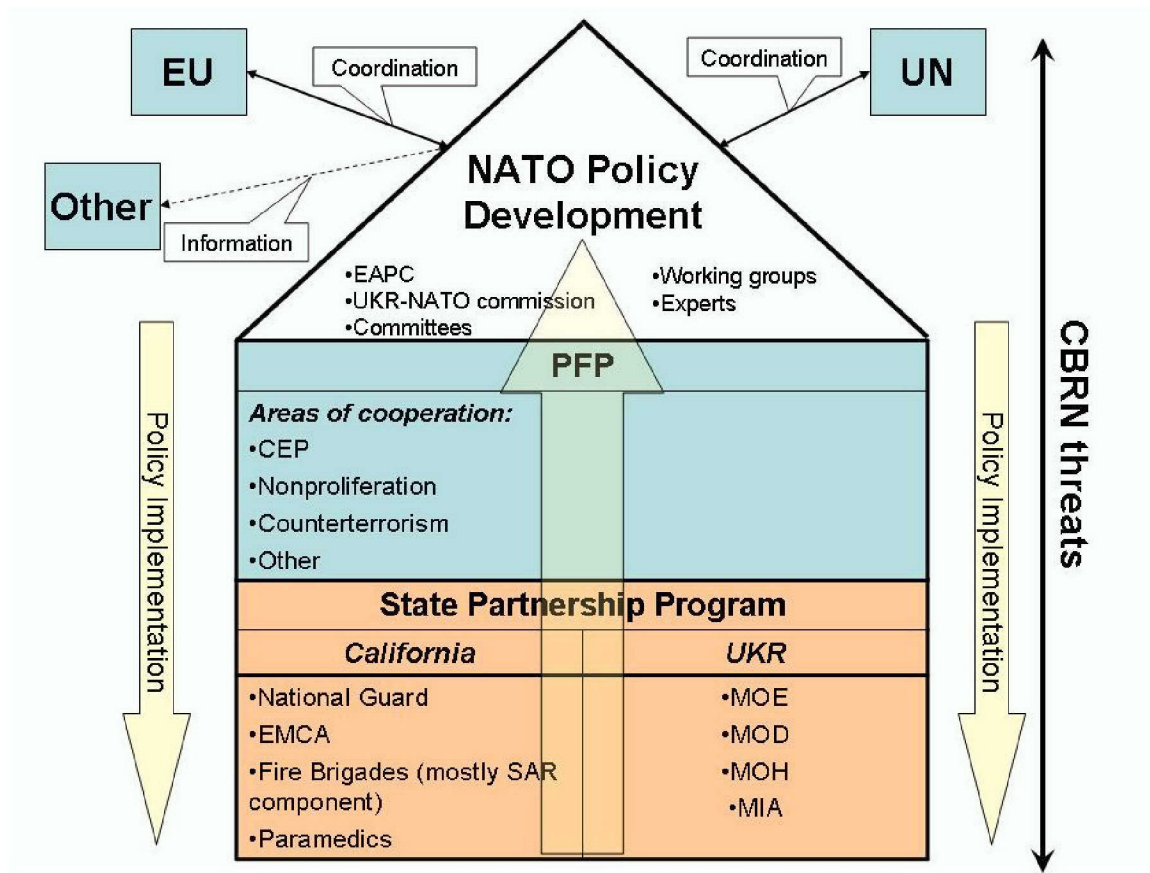 EU
Coordination
Coordination
UN
Other
Information
NATO Policy
Development
•EAPC
•UKR-NATO commission
•Committees
•Working groups
•Experts
PFP
Areas of cooperation:
•CEP
•Nonproliferation
•Counterterrorism
•Other
State Partnership Program
California
UKR
•National Guard
•EMCA
•Fire Brigades (mostly SAR
component)
•Paramedics
•MOE
•MOD
•MOH
•MIA
Policy Implementation
Policy Implementation
CBRN threats